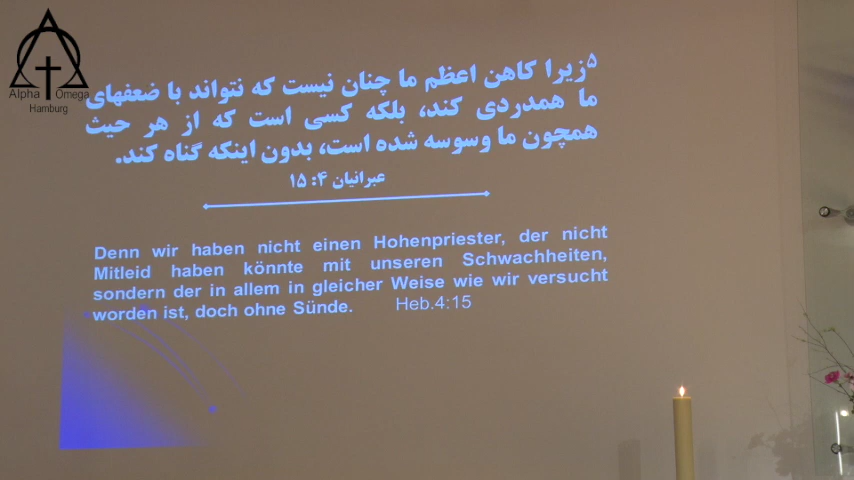 Alpha Omega
Hamburg
۵زیرا کاهن اعظم ما چنان نیست که نتواند با ضعفهای
ما همدردی کند، بلکه کسی است که از هر حیث
همچون ما وسوسه شده است، بدون اینکه گناه کند.
عبرانیان ۴: ۱۵
Denn wir haben nicht einen Hohenpriester, der nicht
Mitleid haben könnte mit unseren Schwachheiten,
sondern der in allem in gleicher Weise wie wir versucht
worden ist, doch ohne Sünde. Heb.4:15